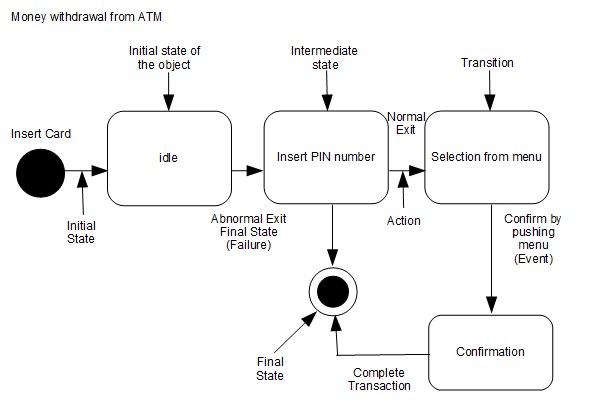 Money withdrawal from ATM
Initial state of
the object
Intermediate
state
Transition
Insert Card
Normal
Exit
idle
Insert PIN number
Selection from menu
Initial
State
Abnormal Exit
Final State
(Failure)
Action
Confirm by
pushing
menu
(Event)
Final
State
Complete
Transaction
Confirmation